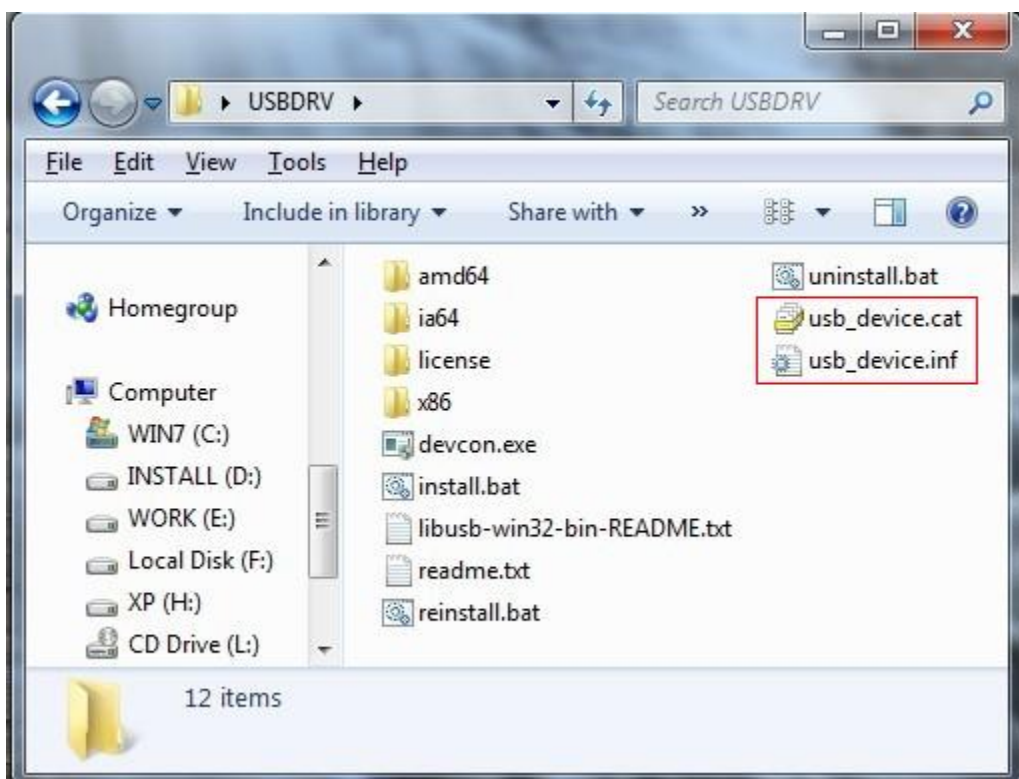 USBDRV
Search USBDRV
File Edit View Tools Help
Organize Include in library Share with »
Homegroup
Computer
WIN7 (C:)
INSTALL (D:)
WORK (E:)
Local Disk (F:)
XP (H:)
CD Drive (L:)
amd64
ia64
license
x86
devcon.exe
install.bat
libusb-win32-bin-README.txt
readme.txt
reinstall.bat
uninstall.bat
usb_device.cat
usb_device.inf
12 items